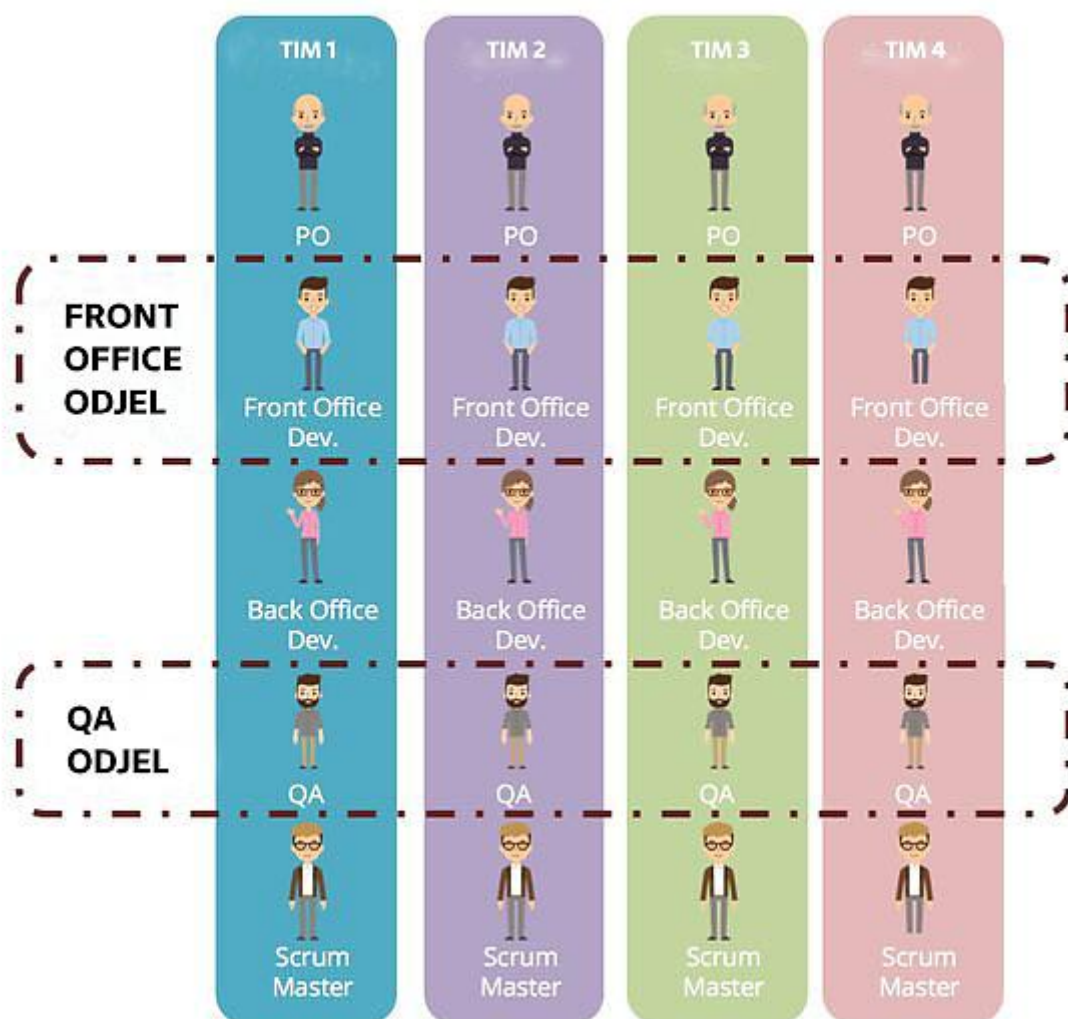 TIM 1
TIM 2
TIM 3
TIM 4
PO
PO
PO
PO
FRONT
OFFICE
ODJEL
Front Office
Dev.
Front Office
Dev.
Front Office
Dev.
Front Office
Dev.
Back Office
Dev.
Back Office
Dev.
Back Office
Dev.
Back Office
Dev.
QA
ODJEL
QA
QA
QA
QA
Scrum
Master
Scrum
Master
Scrum
Master
Scrum
Master